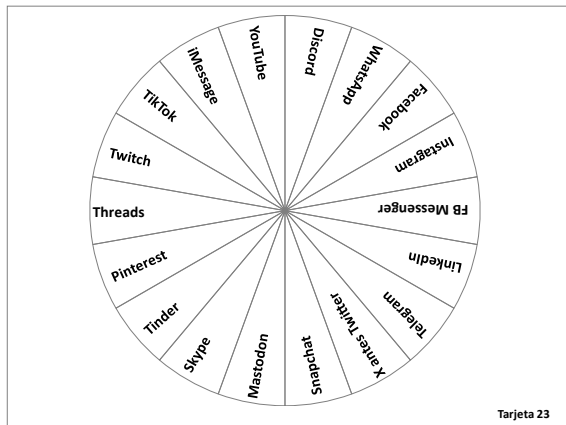 Discord
WhatsApp
Facebook
Instagram
FB Messenger
LinkedIn
Telegram
X antes Twitter
Snapchat
Mastodon
Skype
Tinder
Pinterest
Threads
Twitch
TikTok
iMessage
YouTube
Tarjeta 23